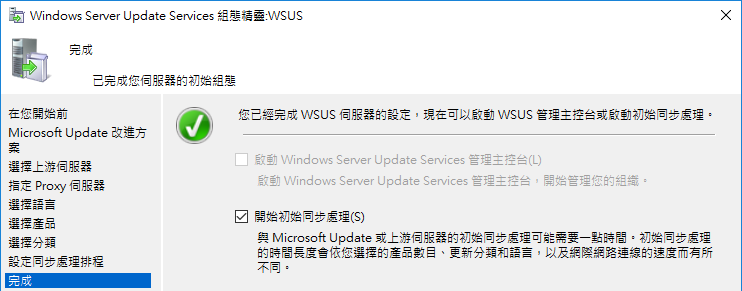 Windows Server Update Services 組態精靈:WSUS
完成
已完成您伺服器的初始組態
在您開始前
Microsoft Update 改進方
案
選擇上游伺服器
指定 Proxy 伺服器
選擇語言
選擇產品
選擇分類
設定同步處理排程
完成
您已經完成 WSUS 伺服器的設定，現在可以啟動 WSUS 管理主控台或啟動初始同步處理。
啟動 Windows Server Update Services 管理主控台(L)
啟動 Windows Server Update Services 管理主控台，開始管理您的組織。
開始初始同步處理(S)
與 Microsoft Update 或上游伺服器的初始同步處理可能需要一點時間。初始同步處理
的時間長度會依您選擇的產品數目、更新分類和語言，以及網際網路連線的速度而有所
不同。